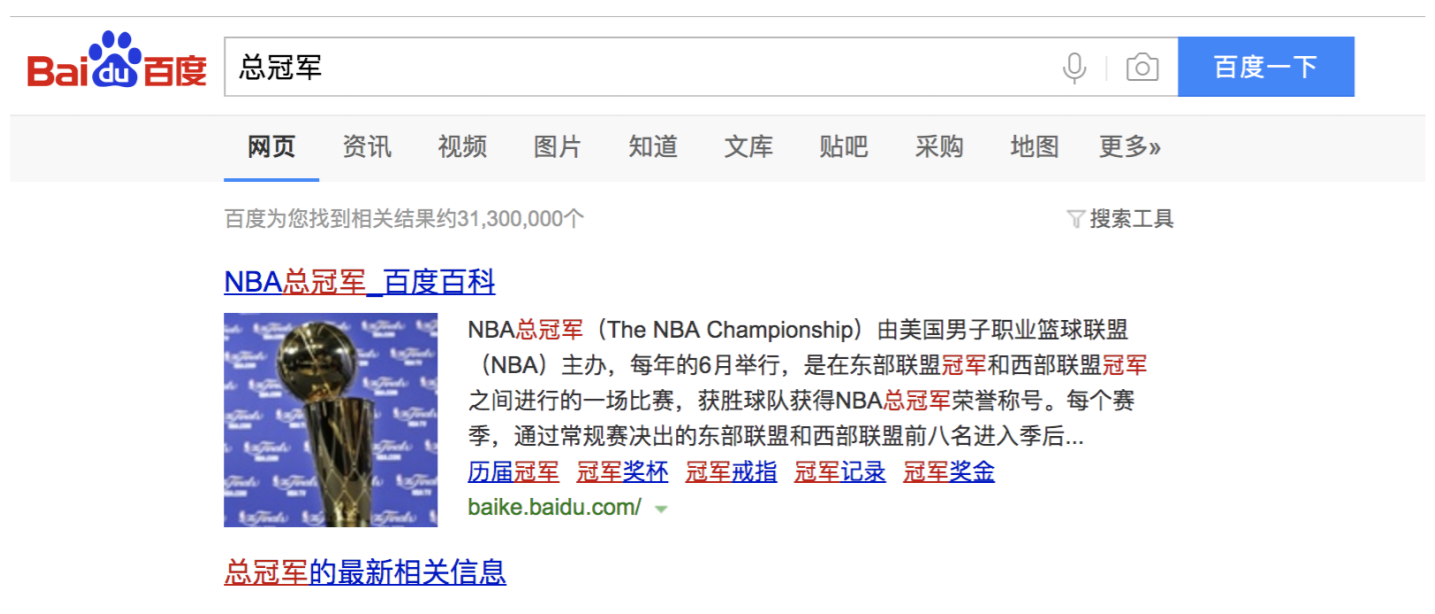 Bai du 百度
总冠军
百度一下
网页 资讯 视频 图片 知道 文库 贴吧 采购 地图 更多»
百度为您找到相关结果约31,300,000个
搜索工具
NBA总冠军_百度百科
NBA总冠军（The NBA Championship）由美国男子职业篮球联盟
（NBA）主办，每年的6月举行，是在东部联盟冠军和西部联盟冠军
之间进行的一场比赛，获胜球队获得NBA总冠军荣誉称号。每个赛
季，通过常规赛决出的东部联盟和西部联盟前八名进入季后...
历届冠军 冠军奖杯 冠军戒指 冠军记录 冠军奖金
baike.baidu.com/
总冠军的最新相关信息